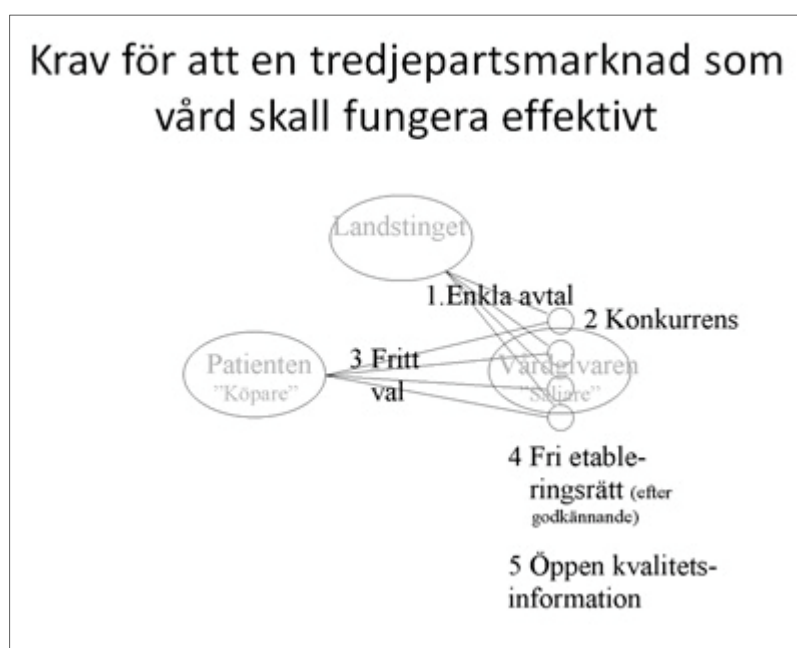 Krav för att en tredjepartsmarknad som
vård skall fungera effektivt
Landstinget
1.Enkla avtal
2 Konkurrens
Patienten
"Köpare"
3 Fritt
val
Vårdgivaren
"Säljare"
4 Fri etable-
ringsrätt (efter
godkännande)
5 Öppen kvalitets-
information